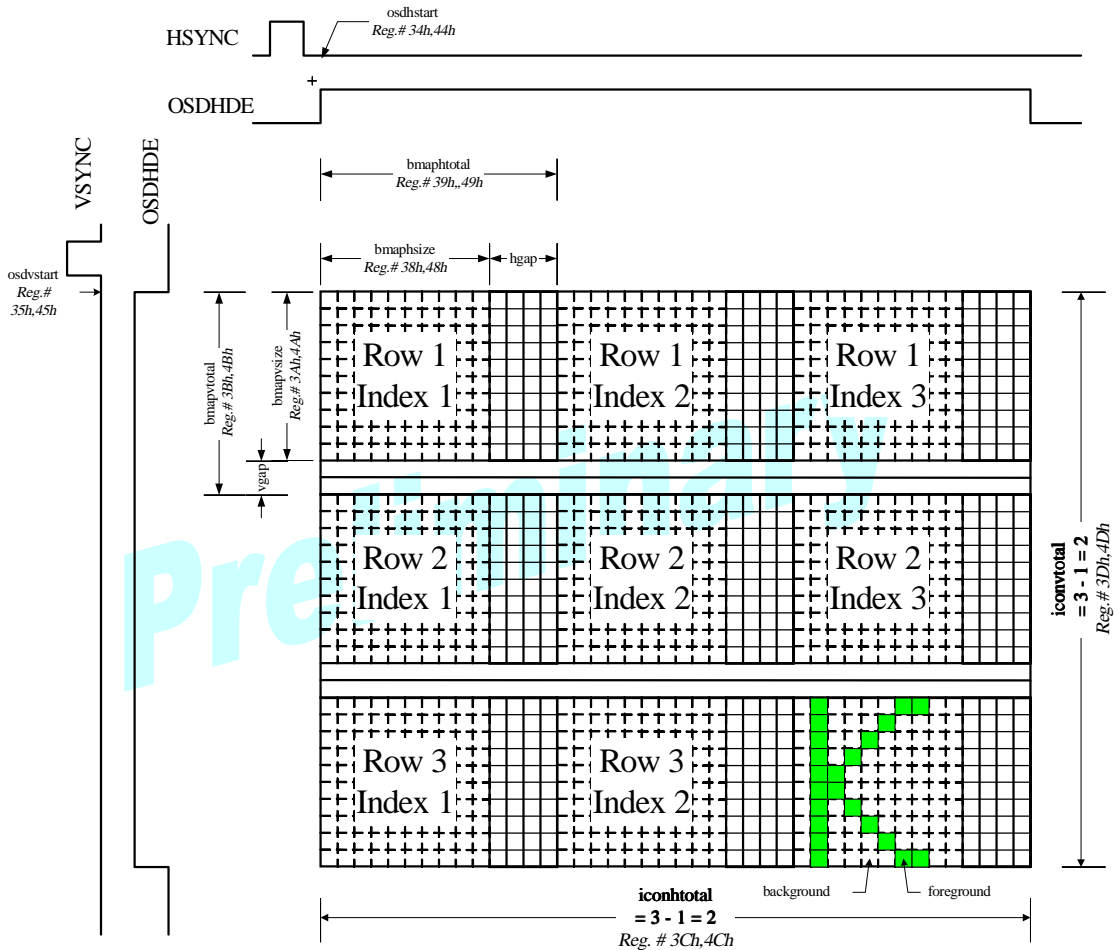 osdhstart
Reg.# 34h,44h
HSYNC
+
OSDHDE
VSYNC
OSDHDE
bmaphtotal
Reg.# 39h,,49h
bmaphsize
Reg.# 38h,48h
hgap
osdvstart
Reg.#
35h,45h
bmapvtotal
Reg.# 3Bh,4Bh
bmapvsize
Reg.# 3Ah,4Ah
vgap
Row 1
Index 1
Row 1
Index 2
Row 1
Index 3
Row 2
Index 1
Row 2
Index 2
Row 2
Index 3
Row 3
Index 1
Row 3
Index 2
Preliminary
iconvtotal
= 3 - 1 = 2
Reg.# 3Dh,4Dh
background
foreground
iconhtotal
= 3 - 1 = 2
Reg. # 3Ch,4Ch